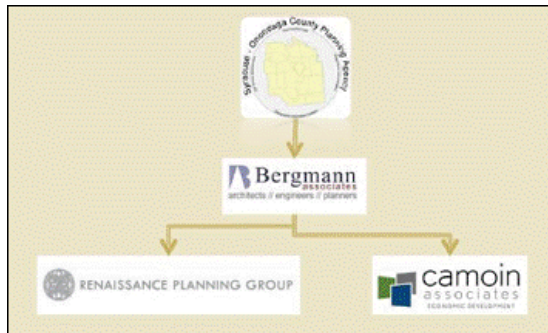 Syracuse - Onondaga County Planning Agency
Bergmann
associates
architects // engineers // planners
RENAISSANCE PLANNING GROUP
camoin
associates
ECONOMIC DEVELOPMENT